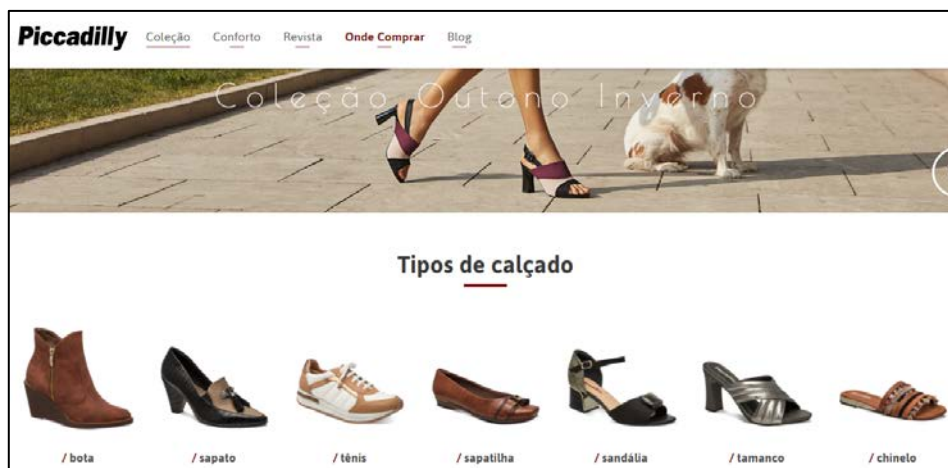 Piccadilly Coleção Conforto Revista Onde Comprar Blog
Coleção Outono Inverno
Tipos de calçado
/ bota / sapato / tênis / sapatilha / sandália / tamanco / chinelo